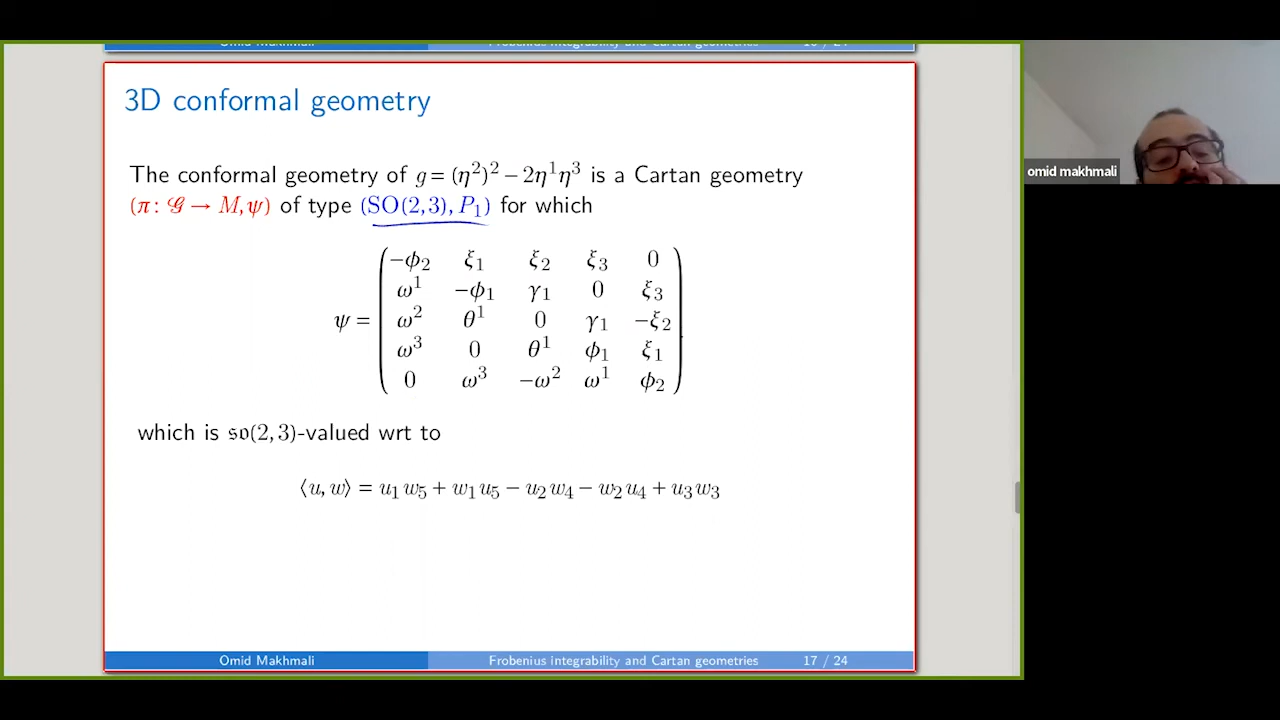 3D conformal geometry
The conformal geometry of g = (η²)² − 2η¹η³ is a Cartan geometry
(π: 𝒢 → M, ψ) of type (SO(2,3), P₁) for which
ψ =
−ϕ₂ ξ₁ ξ₂ ξ₃ 0
ω¹ −ϕ₁ γ₁ 0 ξ₃
ω² θ¹ 0 γ₁ −ξ₂
ω³ 0 θ¹ ϕ₁ ξ₁
0 ω³ −ω² ω¹ ϕ₂
which is 𝔰𝔬(2,3)-valued wrt to
⟨u, w⟩ = u₁w₅ + w₁u₅ − u₂w₄ − w₂u₄ + u₃w₃
Omid Makhmali Frobenius integrability and Cartan geometries 17 / 24
omid makhmali